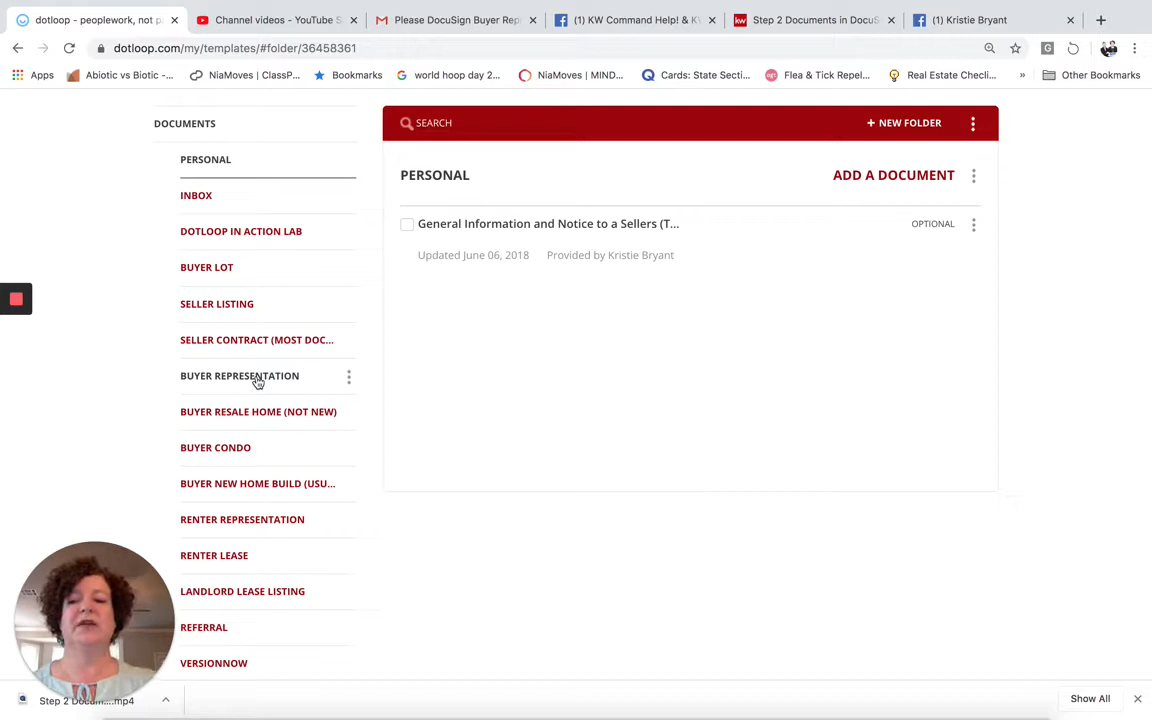 dotloop - peoplework, not pa
Channel videos - YouTube S
Please DocuSign Buyer Rep
(1) KW Command Help! & K
Step 2 Documents in DocuS
(1) Kristie Bryant
dotloop.com/my/templates/#folder/36458361
Apps
Abiotic vs Biotic -...
NiaMoves | ClassP...
Bookmarks
world hoop day 2...
NiaMoves | MIND...
Cards: State Secti...
Flea & Tick Repel...
Real Estate Checli...
»
Other Bookmarks
DOCUMENTS
PERSONAL
INBOX
DOTLOOP IN ACTION LAB
BUYER LOT
SELLER LISTING
SELLER CONTRACT (MOST DOC...
BUYER REPRESENTATION
BUYER RESALE HOME (NOT NEW)
BUYER CONDO
BUYER NEW HOME BUILD (USU...
RENTER REPRESENTATION
RENTER LEASE
LANDLORD LEASE LISTING
REFERRAL
VERSIONNOW
SEARCH
+ NEW FOLDER
PERSONAL
ADD A DOCUMENT
General Information and Notice to a Sellers (T...
OPTIONAL
Updated June 06, 2018
Provided by Kristie Bryant
Step 2 Docum....mp4
Show All